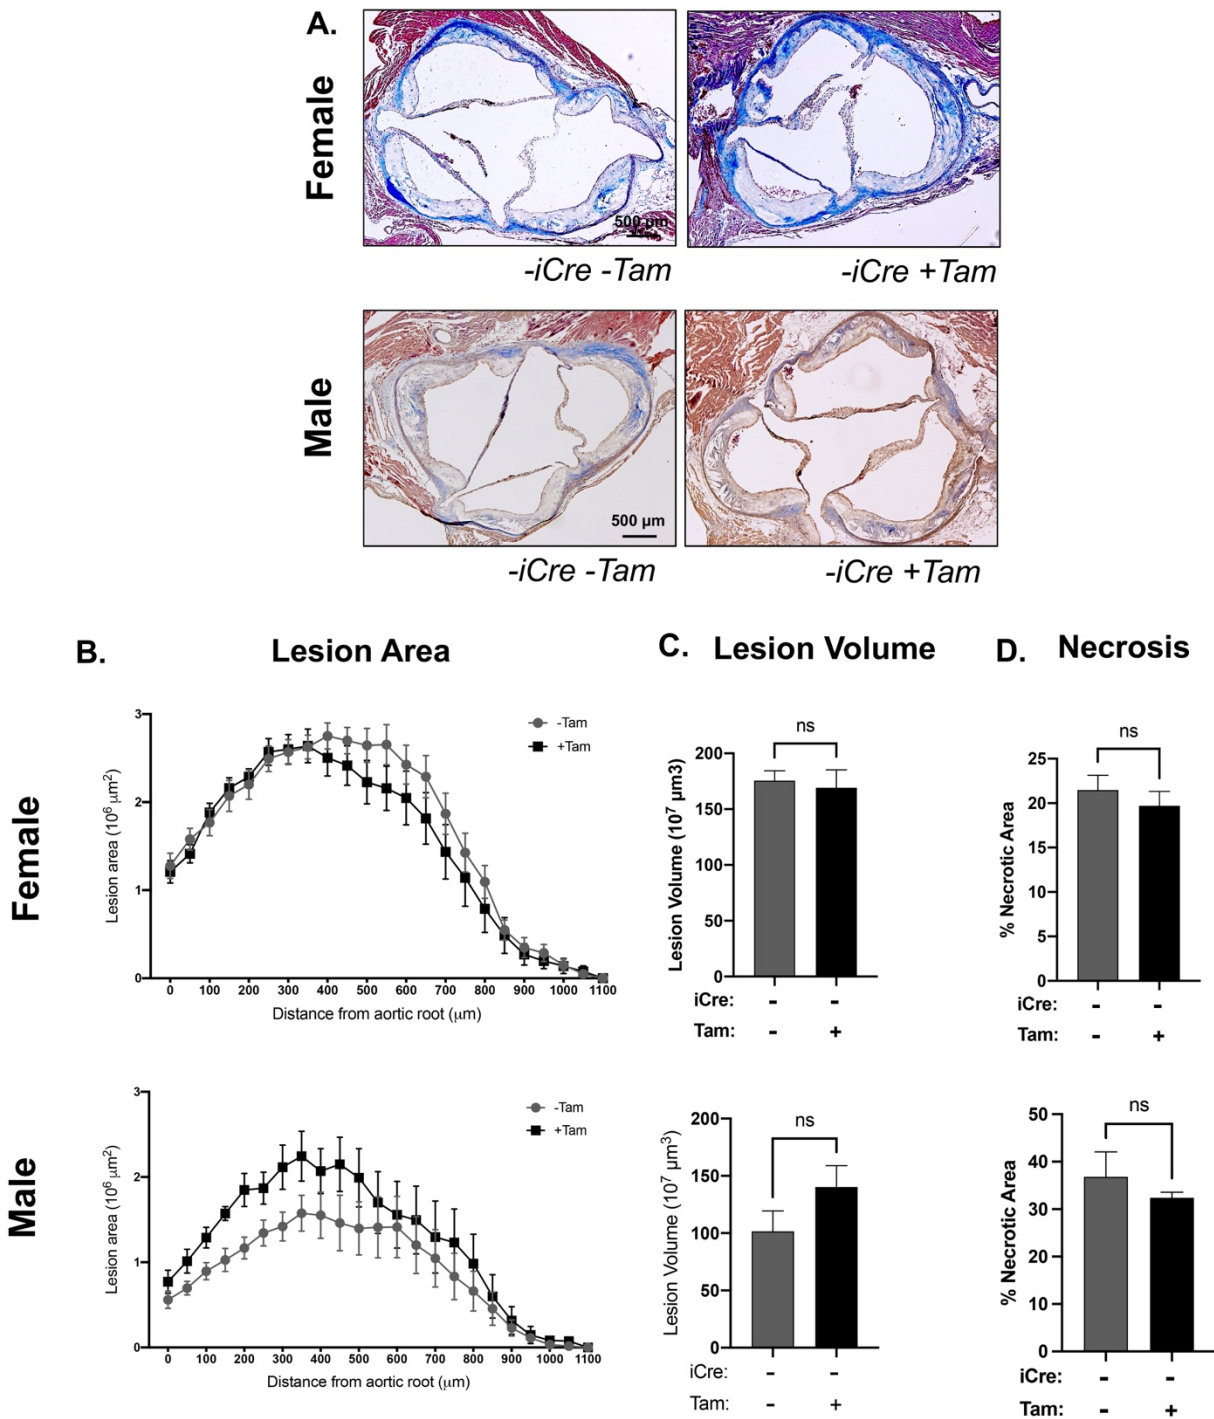 A.
Female
500 µm
-iCre -Tam
-iCre +Tam
Male
500 µm
-iCre -Tam
-iCre +Tam
B.
Lesion Area
C. Lesion Volume
D. Necrosis
Female
Lesion area (10⁶ µm²)
3
2
1
0
-Tam
+Tam
0 100 200 300 400 500 600 700 800 900 1000 1100
Distance from aortic root (µm)
Lesion Volume (10⁷ µm3)
200
150
100
50
0
ns
iCre: - -
Tam: - +
% Necrotic Area
25
20
15
10
5
0
ns
iCre: - -
Tam: - +
Male
Lesion area (10⁶ µm²)
3
2
1
0
-Tam
+Tam
0 100 200 300 400 500 600 700 800 900 1000 1100
Distance from aortic root (µm)
Lesion Volume (10⁷ µm³)
200
150
100
50
0
ns
iCre: - -
Tam: - +
% Necrotic Area
50
40
30
20
10
0
ns
iCre: - -
Tam: - +